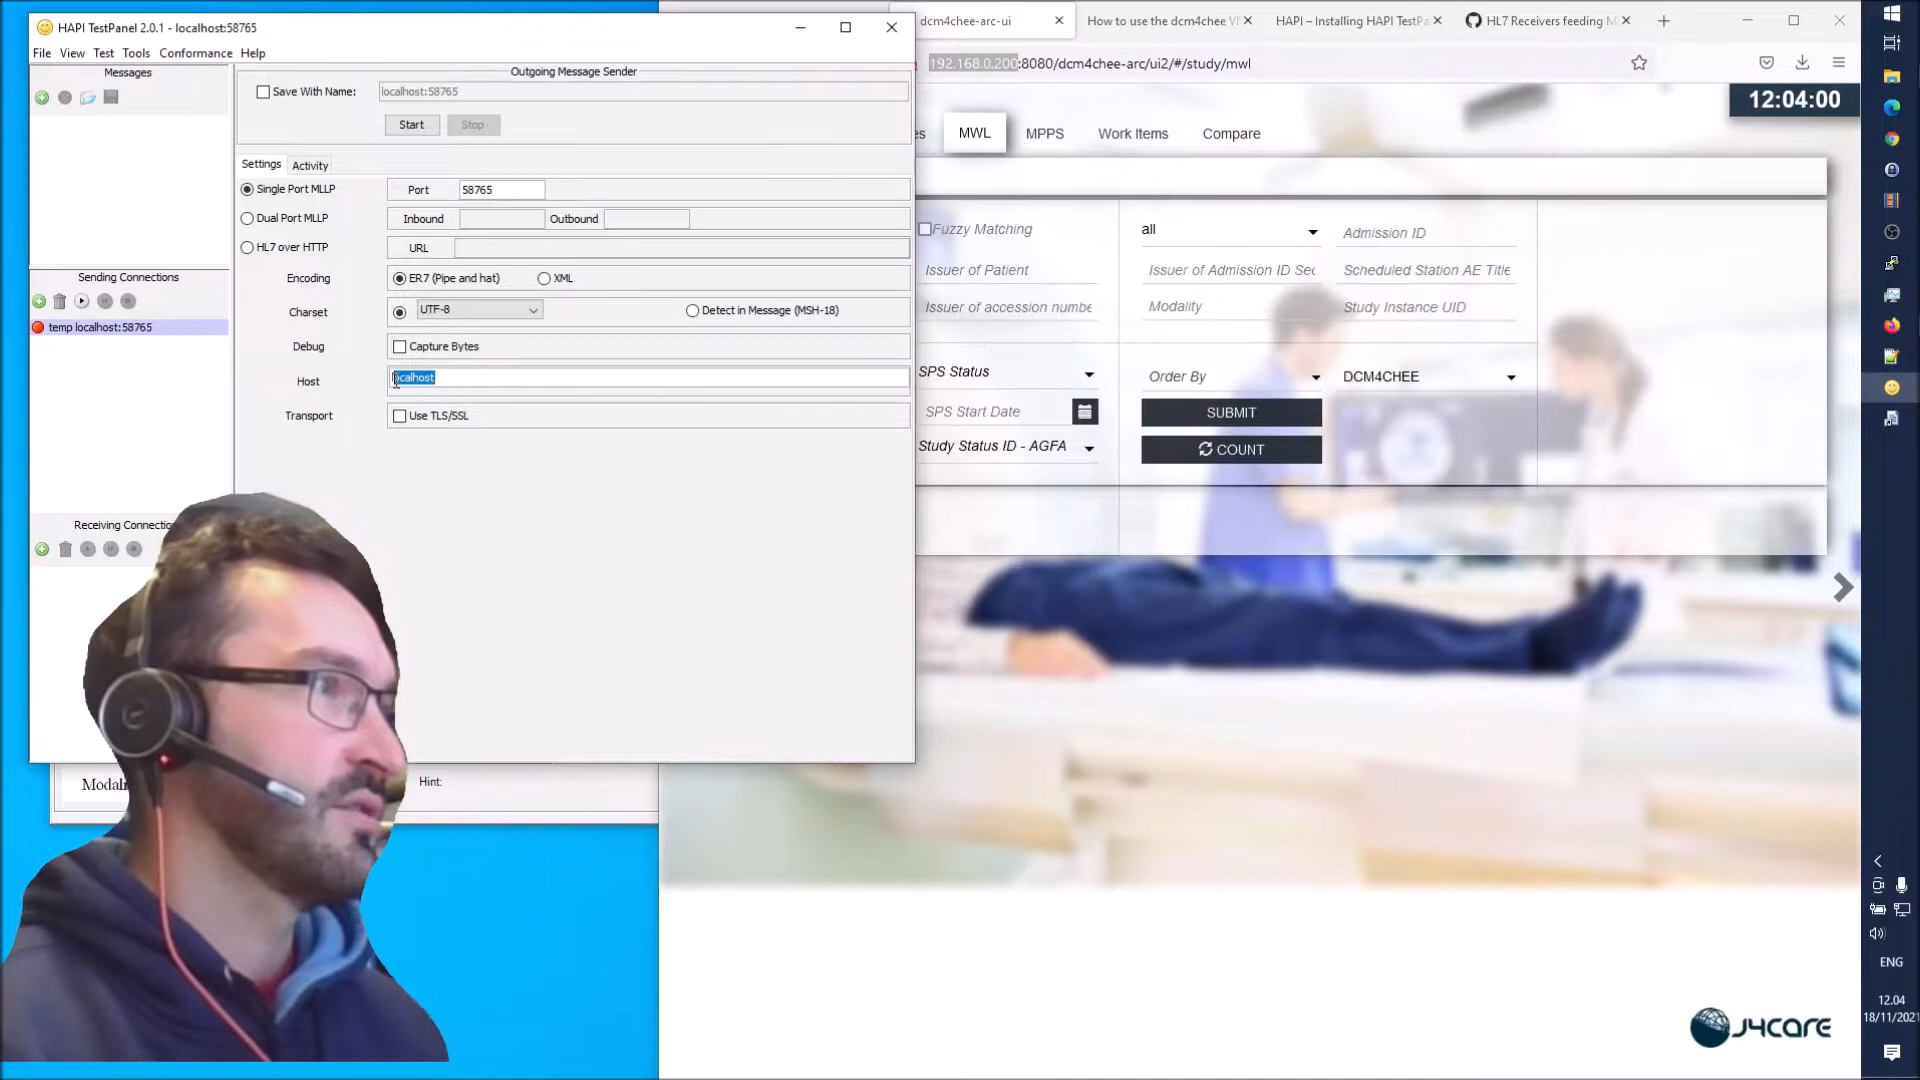 HAPI TestPanel 2.0.1 - localhost:58765
File View Test Tools Conformance Help
Messages
Sending Connections
temp localhost:58765
Outgoing Message Sender
Save With Name:
localhost:58765
Start
Stop
Settings
Activity
Single Port MLLP
Port
58765
Dual Port MLLP
Inbound
Outbound
HL7 over HTTP
URL
Encoding
ER7 (Pipe and hat)
XML
Charset
UTF-8
Detect in Message (MSH-18)
Debug
Capture Bytes
Host
localhost
Transport
Use TLS/SSL
Receiving Connectio
Modali
Hint:
dcm4chee-arc-ui
How to use the dcm4chee
HAPI – Installing HAPI TestPa
HL7 Receivers feeding M
192.168.0.200:8080/dcm4chee-arc/ui2/#/study/mwl
12:04:00
es
MWL
MPPS
Work Items
Compare
Fuzzy Matching
all
Admission ID
Issuer of Patient
Issuer of Admission ID Sec
Scheduled Station AE Title
Issuer of accession numbe
Modality
Study Instance UID
SPS Status
Order By
DCM4CHEE
SPS Start Date
SUBMIT
Study Status ID - AGFA
COUNT
J4CARE
ENG
12.04
18/11/2021